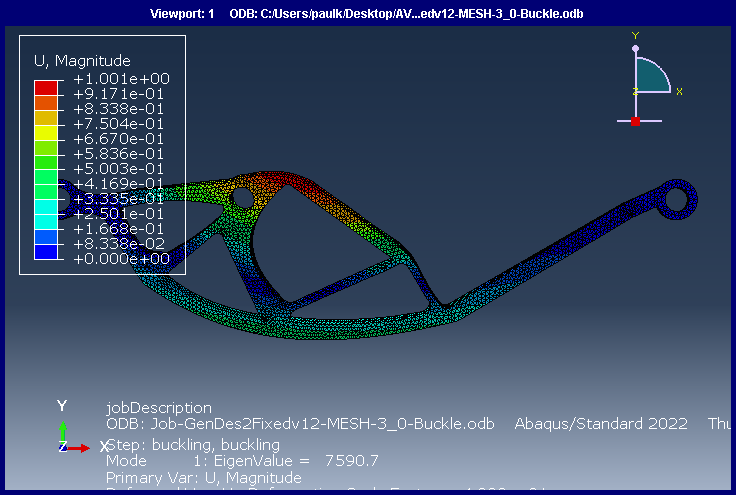 Viewport: 1 ODB: C:/Users/paulk/Desktop/AV...edv12-MESH-3_0-Buckle.odb
U, Magnitude
+1.001e+00
+9.171e-01
+8.338e-01
+7.504e-01
+6.670e-01
+5.836e-01
+5.003e-01
+4.169e-01
+3.335e-01
+2.501e-01
+1.668e-01
+8.338e-02
+0.000e+00
Y
Z X
Y
Z X
jobDescription
ODB: Job-GenDes2Fixedv12-MESH-3_0-Buckle.odb Abaqus/Standard 2022 Thu
Step: buckling, buckling
Mode 1: EigenValue = 7590.7
Primary Var: U, Magnitude